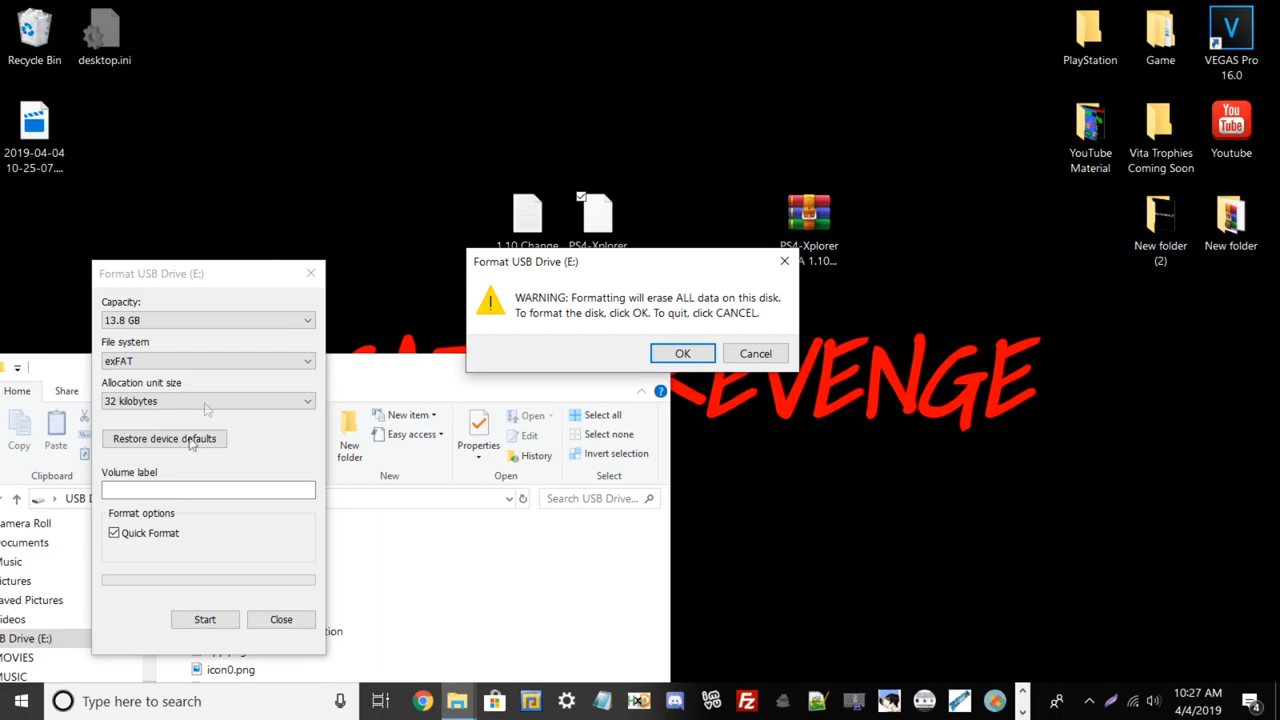 Recycle Bin
desktop.ini
PlayStation
Game
VEGAS Pro
16.0
2019-04-04
10-25-07....
YouTube
Material
Vita Trophies
Coming Soon
Youtube
1.10 Change
PS4-Xplorer
PS4-Xplorer
A 1.10...
New folder
(2)
New folder
REVENGE
Format USB Drive (E:)
WARNING: Formatting will erase ALL data on this disk.
To format the disk, click OK. To quit, click CANCEL.
OK
Cancel
Format USB Drive (E:)
Capacity:
13.8 GB
File system
exFAT
Allocation unit size
32 kilobytes
Restore device defaults
Volume label
Format options
Quick Format
Start
Close
Home
Share
Copy
Paste
Clipboard
New
folder
New item
Easy access
New
Properties
Open
Edit
History
Open
Select all
Select none
Invert selection
Select
USB D
Search USB Drive...
amera Roll
ocuments
usic
ictures
aved Pictures
ideos
B Drive (E:)
MOVIES
MUSIC
tion
icon0.png
Type here to search
10:27 AM
4/4/2019
4